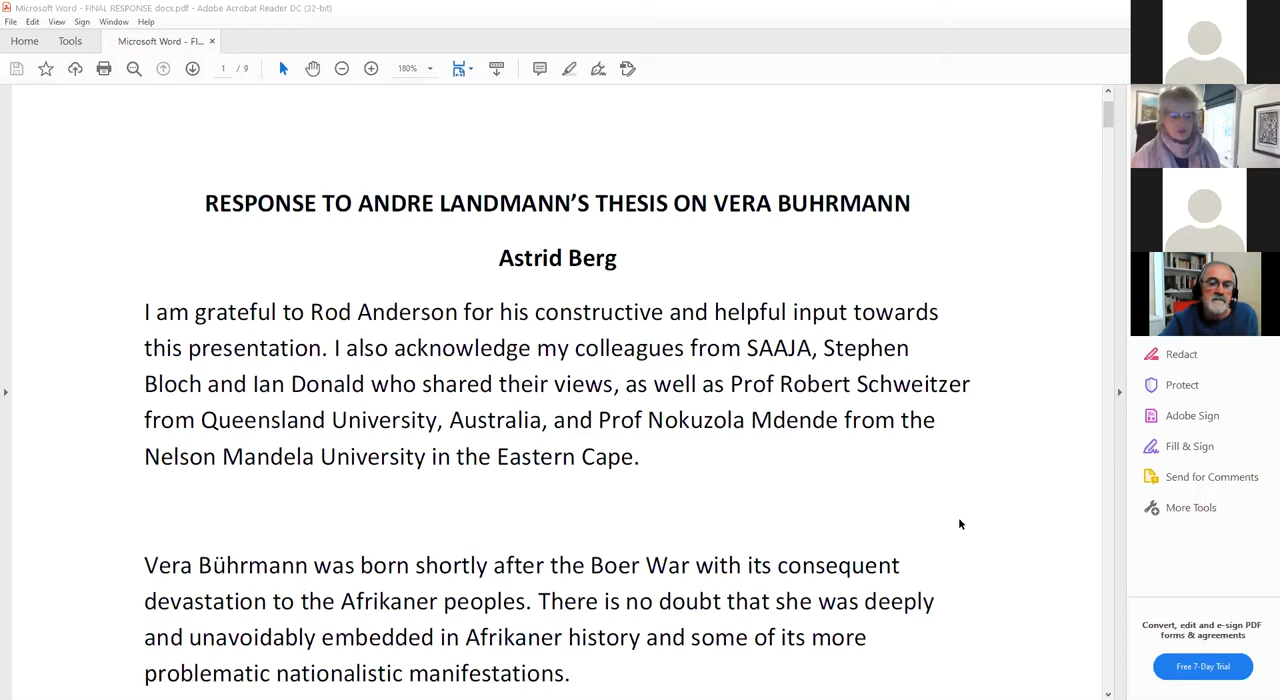 Microsoft Word - FINAL RESPONSE docx.pdf - Adobe Acrobat Reader DC (32-bit)
File Edit View Sign Window Help
Home Tools Microsoft Word - FI... ×
1 / 9 180%
RESPONSE TO ANDRE LANDMANN’S THESIS ON VERA BUHRMANN
Astrid Berg
I am grateful to Rod Anderson for his constructive and helpful input towards
this presentation. I also acknowledge my colleagues from SAAJA, Stephen
Bloch and Ian Donald who shared their views, as well as Prof Robert Schweitzer
from Queensland University, Australia, and Prof Nokuzola Mdende from the
Nelson Mandela University in the Eastern Cape.
Vera Bührmann was born shortly after the Boer War with its consequent
devastation to the Afrikaner peoples. There is no doubt that she was deeply
and unavoidably embedded in Afrikaner history and some of its more
problematic nationalistic manifestations.
Redact
Protect
Adobe Sign
Fill & Sign
Send for Comments
More Tools
Convert, edit and e-sign PDF
forms & agreements
Free 7-Day Trial